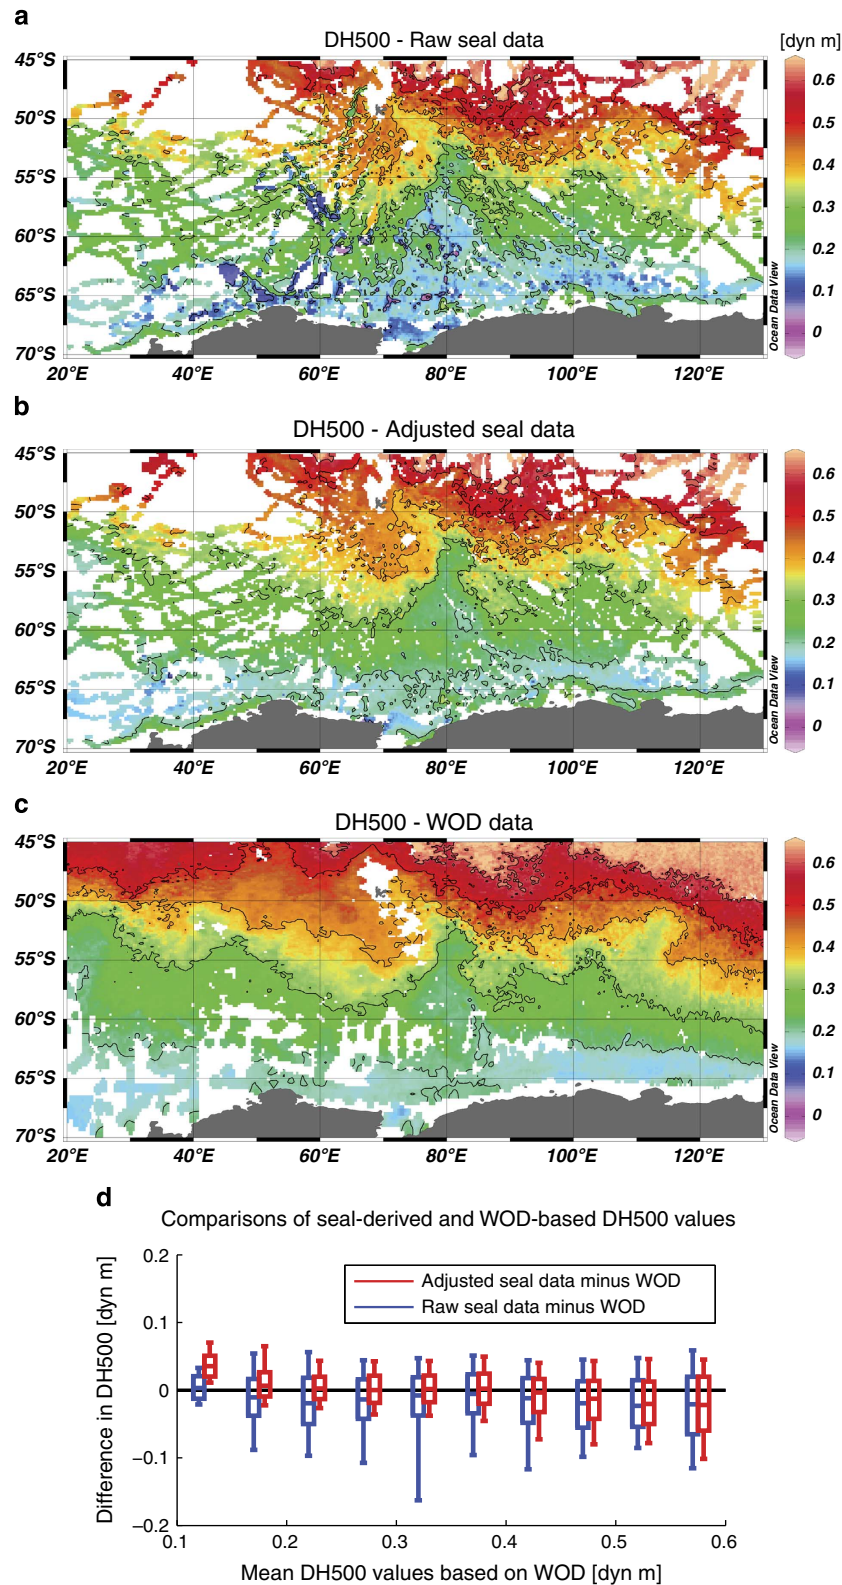 a
DH500 - Raw seal data
[dyn m]
45°S
50°S
55°S
60°S
65°S
70°S
20°E 40°E 60°E 80°E 100°E 120°E
Ocean Data View
0.6
0.5
0.4
0.3
0.2
0.1
0
b
DH500 - Adjusted seal data
45°S
50°S
55°S
60°S
65°S
70°S
20°E 40°E 60°E 80°E 100°E 120°E
Ocean Data View
0.6
0.5
0.4
0.3
0.2
0.1
0
c
DH500 - WOD data
45°S
50°S
55°S
60°S
65°S
70°S
20°E 40°E 60°E 80°E 100°E 120°E
Ocean Data View
0.6
0.5
0.4
0.3
0.2
0.1
0
d
Comparisons of seal-derived and WOD-based DH500 values
Difference in DH500 [dyn m]
0.2
0.1
0
–0.1
–0.2
Adjusted seal data minus WOD
Raw seal data minus WOD
0.1 0.2 0.3 0.4 0.5 0.6
Mean DH500 values based on WOD [dyn m]